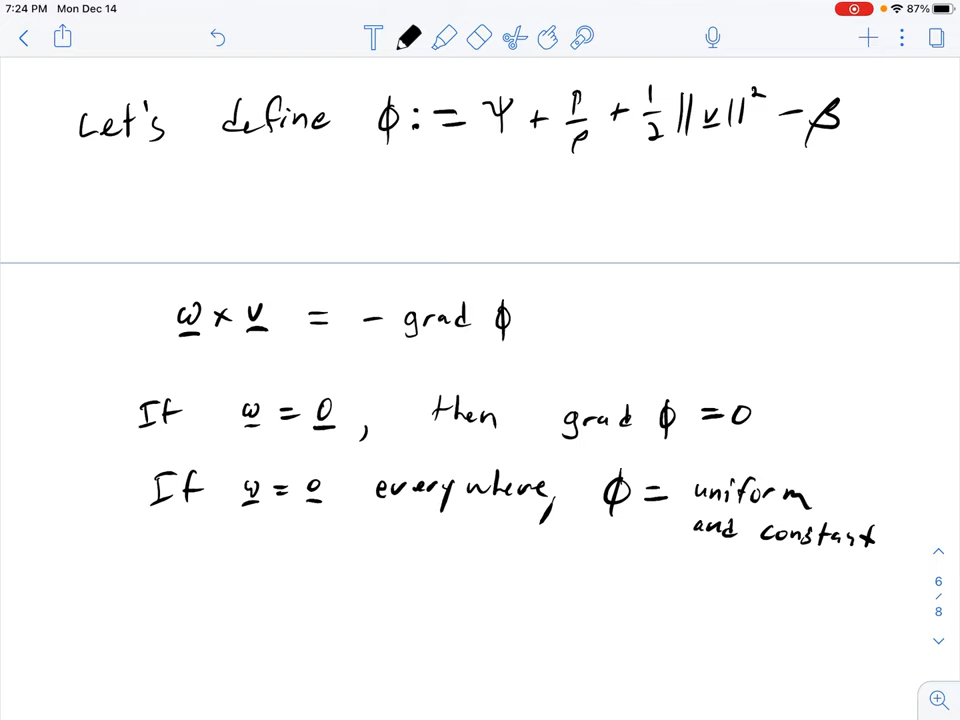 7:24 PM Mon Dec 14
87%
T
Let's define ϕ := ψ + p/ρ + 1/2 ||v||² - β
ω × v = - grad ϕ
If ω = 0, then grad ϕ = 0
If ω = 0 everywhere, ϕ = uniform
and constant
6
/
8